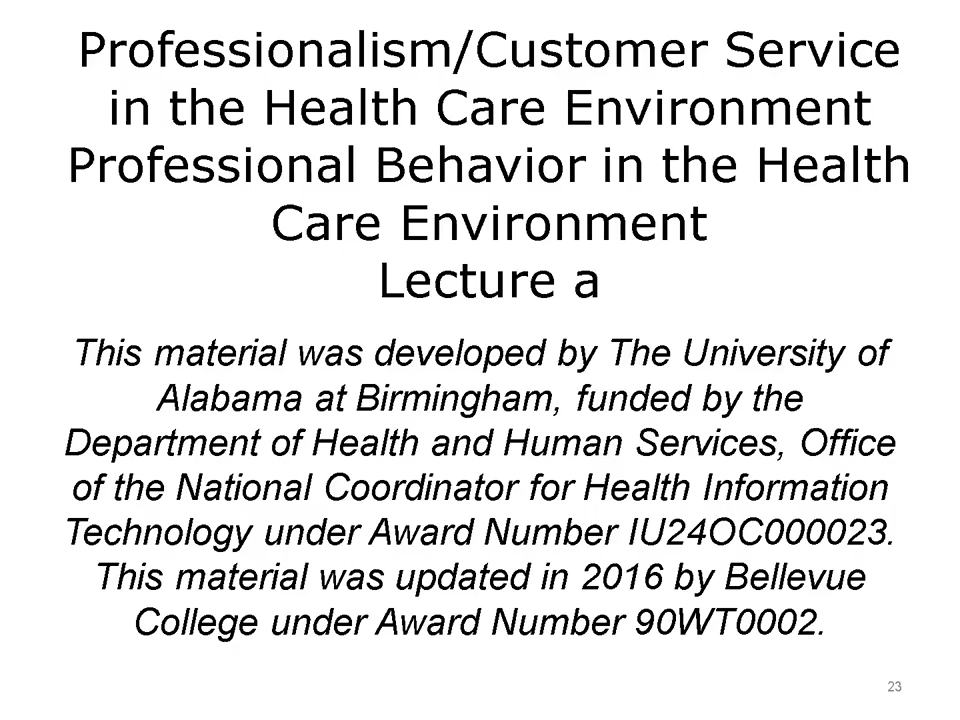 Professionalism/Customer Service
in the Health Care Environment
Professional Behavior in the Health
Care Environment
Lecture a
This material was developed by The University of
Alabama at Birmingham, funded by the
Department of Health and Human Services, Office
of the National Coordinator for Health Information
Technology under Award Number IU24OC000023.
This material was updated in 2016 by Bellevue
College under Award Number 90WT0002.
23